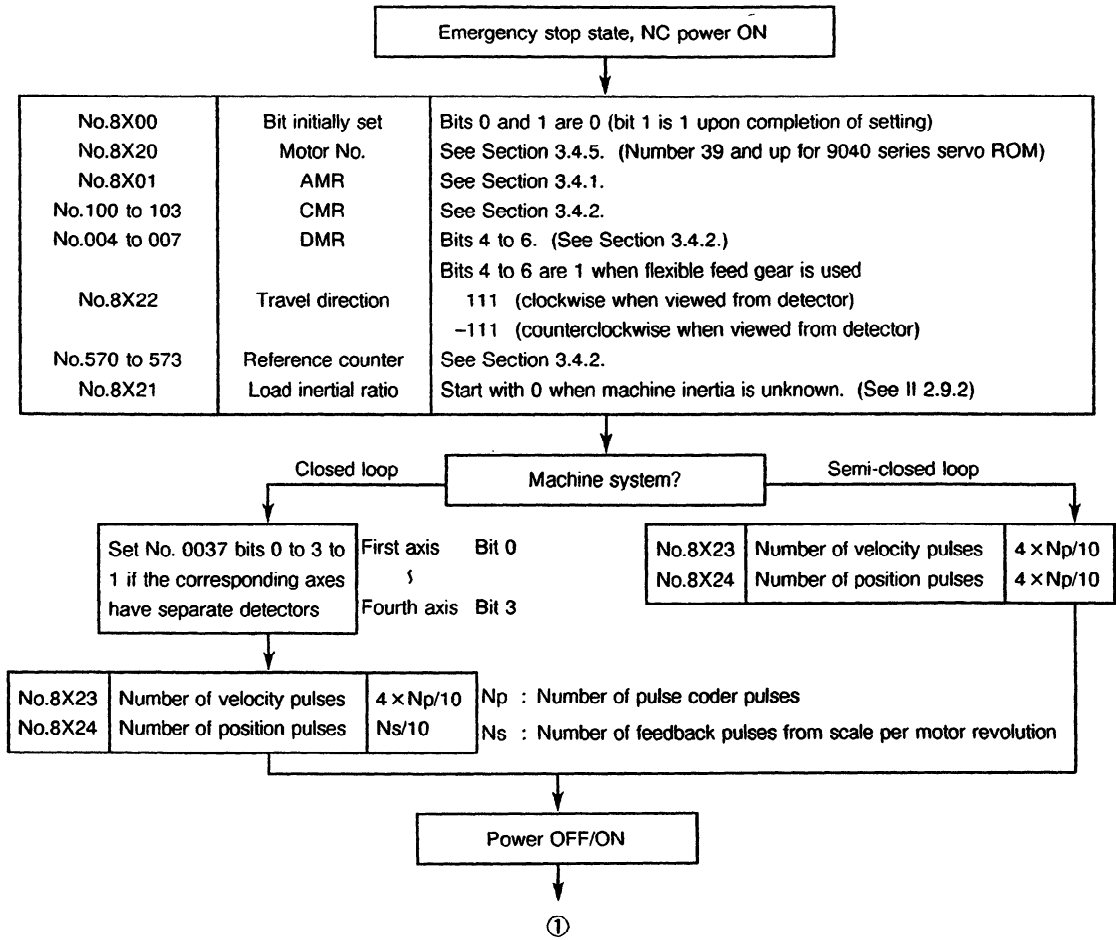 Emergency stop state, NC power ON
No.8X00 Bit initially set Bits 0 and 1 are 0 (bit 1 is 1 upon completion of setting)
No.8X20 Motor No. See Section 3.4.5. (Number 39 and up for 9040 series servo ROM)
No.8X01 AMR See Section 3.4.1.
No.100 to 103 CMR See Section 3.4.2.
No.004 to 007 DMR Bits 4 to 6. (See Section 3.4.2.)
Bits 4 to 6 are 1 when flexible feed gear is used
No.8X22 Travel direction 111 (clockwise when viewed from detector)
−111 (counterclockwise when viewed from detector)
No.570 to 573 Reference counter See Section 3.4.2.
No.8X21 Load inertial ratio Start with 0 when machine inertia is unknown. (See II 2.9.2)
Closed loop
Machine system?
Semi-closed loop
Set No. 0037 bits 0 to 3 to
1 if the corresponding axes
have separate detectors
First axis Bit 0
∫
Fourth axis Bit 3
No.8X23 Number of velocity pulses 4×Np/10
No.8X24 Number of position pulses 4×Np/10
No.8X23 Number of velocity pulses 4×Np/10
No.8X24 Number of position pulses Ns/10
Np : Number of pulse coder pulses
Ns : Number of feedback pulses from scale per motor revolution
Power OFF/ON
①